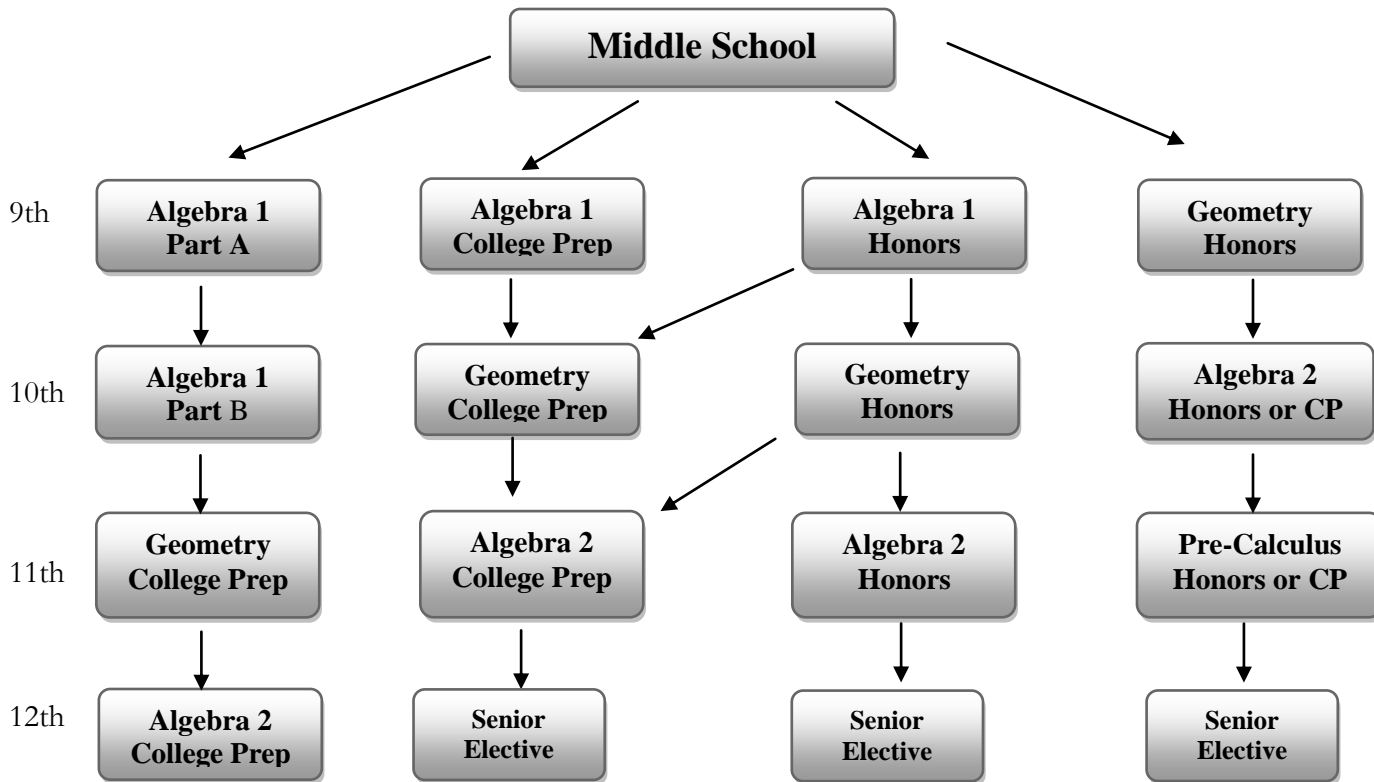 Middle School
9th
Algebra 1
Part A
Algebra 1
College Prep
Algebra 1
Honors
Geometry
Honors
10th
Algebra 1
Part B
Geometry
College Prep
Geometry
Honors
Algebra 2
Honors or CP
11th
Geometry
College Prep
Algebra 2
College Prep
Algebra 2
Honors
Pre-Calculus
Honors or CP
12th
Algebra 2
College Prep
Senior
Elective
Senior
Elective
Senior
Elective